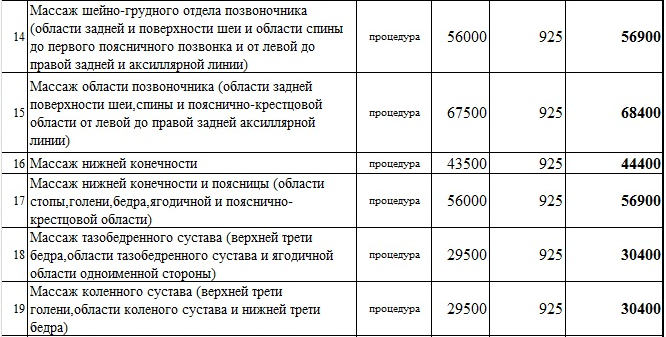 Массаж шейно-грудного отдела позвоночника
(области задней и поверхности шеи и области спины
14 до первого поясничного позвонка и от левой до процедура 56000 925 56900
правой задней и аксиллярной линии)
Массаж области позвоночника (области задней
15 поверхности шеи,спины и пояснично-крестцовой процедура 67500 925 68400
области от левой до правой задней аксиллярной
линии)
16 Массаж нижней конечности процедура 43500 925 44400
Массаж нижней конечности и поясницы (области
17 стопы,голени,бедра,ягодичной и пояснично- процедура 56000 925 56900
крестцовой области)
Массаж тазобедренного сустава (верхней трети
18 бедра,области тазобедренного сустава и ягодичной процедура 29500 925 30400
области одноименной стороны)
Массаж коленного сустава (верхней трети
19 голени,области коленого сустава и нижней трети процедура 29500 925 30400
бедра)